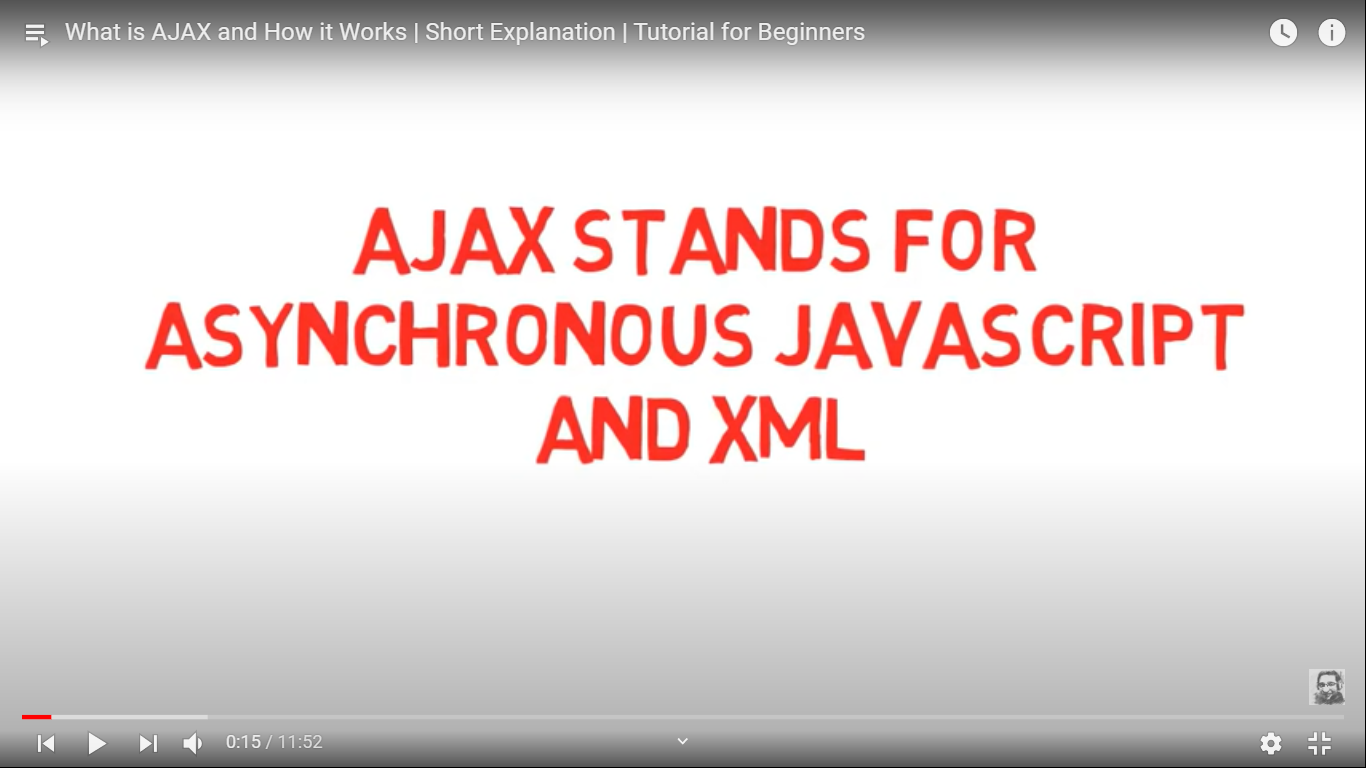 What is AJAX and How it Works | Short Explanation | Tutorial for Beginners
AJAX STANDS FOR
ASYNCHRONOUS JAVASCRIPT
AND XML
0:15 / 11:52